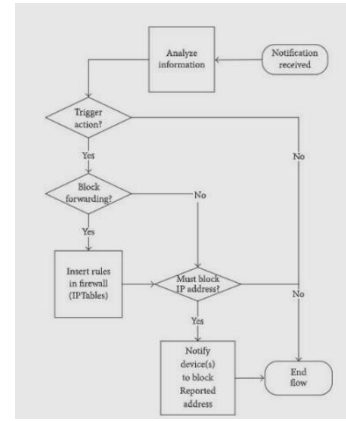 Analyze
information
Notification
received
Trigger
action?
Yes
No
Block
forwarding?
No
Yes
Insert rules
in firewall
(IPTables)
Must block
IP address?
No
Yes
Notify
device(s)
to block
Reported
address
End
flow